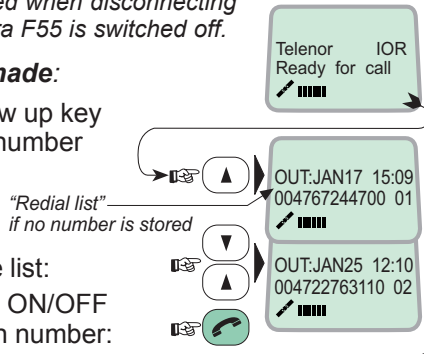 ed when disconnecting
ra F55 is switched off.
nade:
w up key
number
"Redial list"
if no number is stored
e list:
ON/OFF
n number:
Telenor IOR
Ready for call
OUT:JAN17 15:09
004767244700 01
OUT:JAN25 12:10
004722763110 02